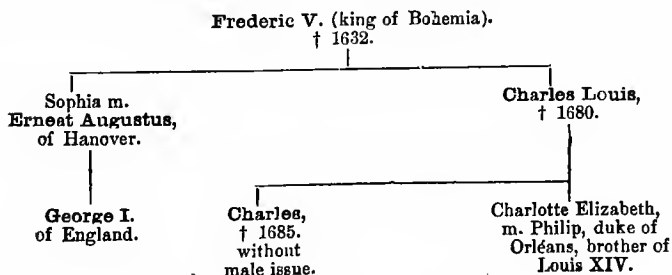 Frederic V. (king of Bohemia).
† 1632.
Sophia m.
Ernest Augustus,
of Hanover.
Charles Louis,
† 1680.
George I.
of England.
Charles,
† 1685.
without
male issue.
Charlotte Elizabeth,
m. Philip, duke of
Orléans, brother of
Louis XIV.